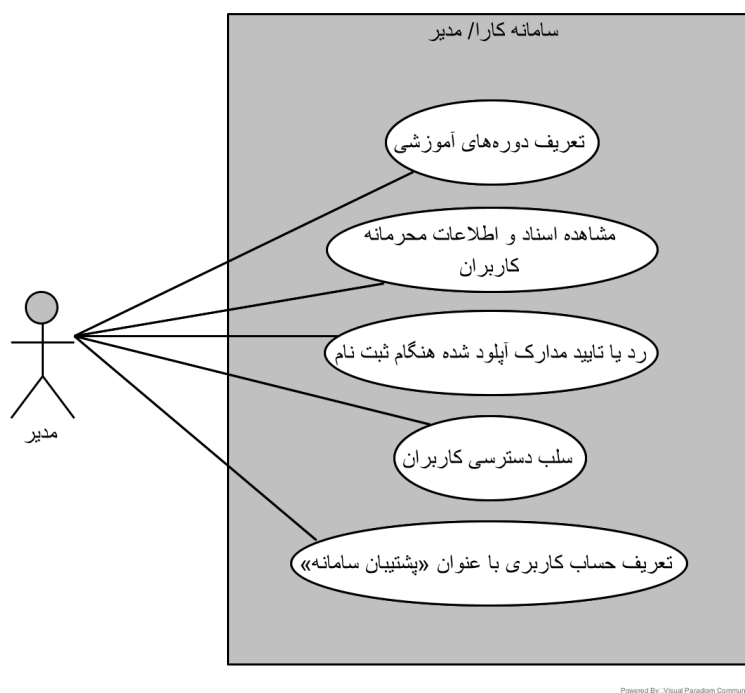 سامانه کارا/ مدیر
تعریف دوره‌های آموزشی
مشاهده اسناد و اطلاعات محرمانه
کاربران
رد یا تایید مدارک آپلود شده هنگام ثبت نام
سلب دسترسی کاربران
تعریف حساب کاربری با عنوان «پشتیبان سامانه»
مدیر
Powered By: Visual Paradigm Commun